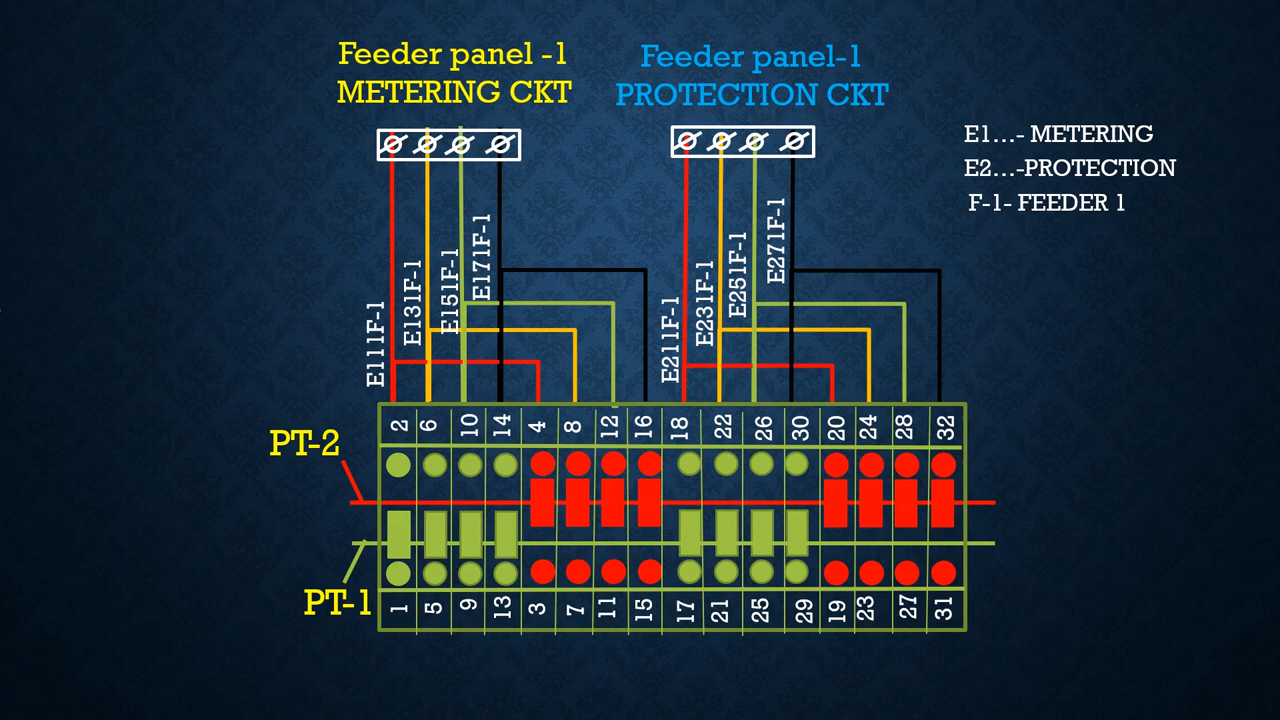 Feeder panel -1
METERING CKT
Feeder panel-1
PROTECTION CKT
E1...- METERING
E2...-PROTECTION
F-1- FEEDER 1
E111F-1
E131F-1
E151F-1
E171F-1
E211F-1
E231F-1
E251F-1
E271F-1
2 6 10 14 4 8 12 16 18 22 26 30 20 24 28 32
PT-2
PT-1
1 5 9 13 3 7 11 15 17 21 25 29 19 23 27 31